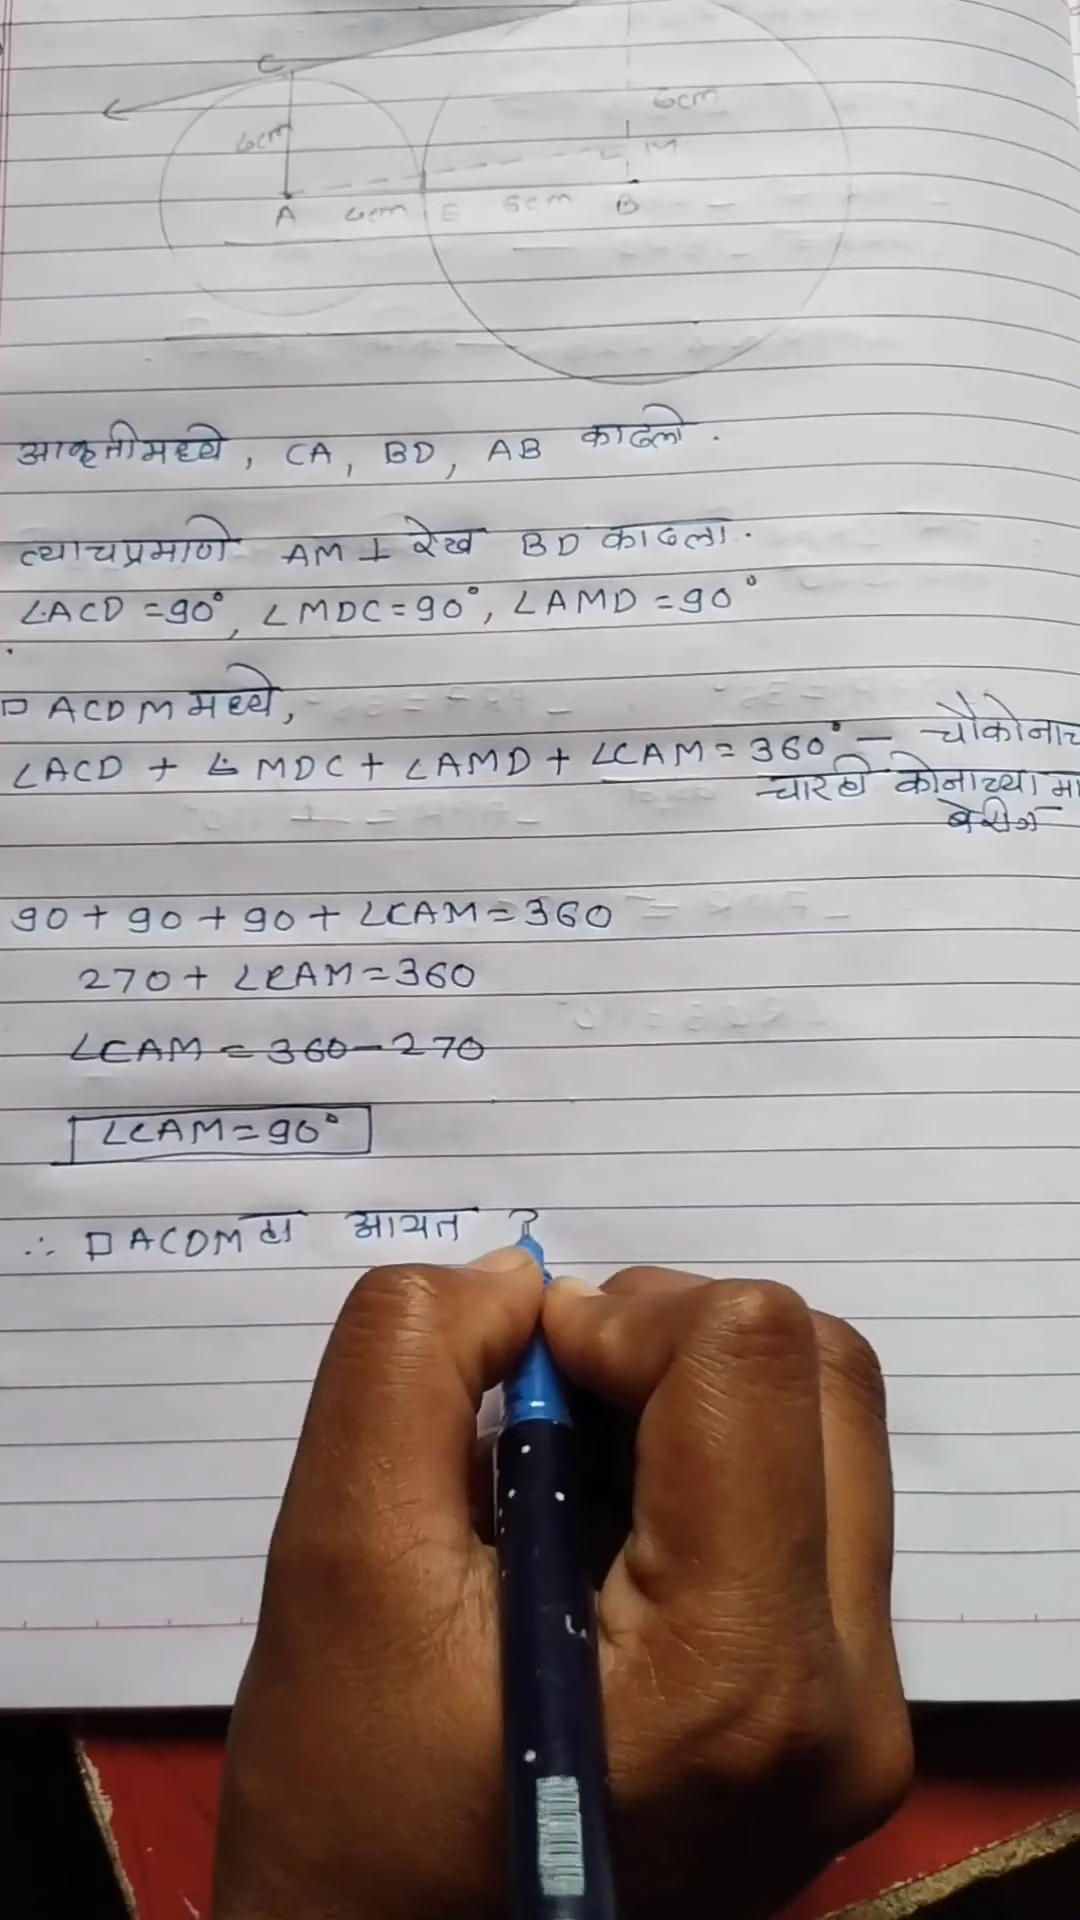 C
6cm
4cm
M
A 4cm E 6cm B
आकृतीमध्ये, CA, BD, AB काढले.
त्याचप्रमाणे AM ⊥ रेख BD काढला.
∠ACD = 90°, ∠MDC = 90°, ∠AMD = 90°
□ ACDM मध्ये,
∠ACD + ∠MDC + ∠AMD + ∠CAM = 360° –
चारही कोनाच्या
बेरीज
90 + 90 + 90 + ∠CAM = 360
270 + ∠CAM = 360
∠CAM = 360 – 270
∠CAM = 90°
∴ □ ACDM हा आयत